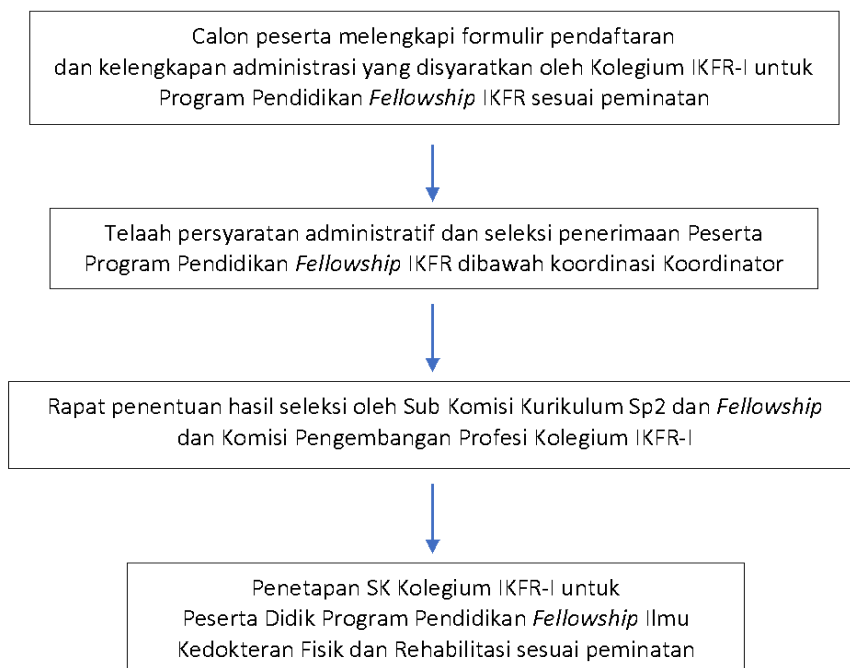 Calon peserta melengkapi formulir pendaftaran
dan kelengkapan administrasi yang disyaratkan oleh Kolegium IKFR-I untuk
Program Pendidikan Fellowship IKFR sesuai peminatan
Telaah persyaratan administratif dan seleksi penerimaan Peserta
Program Pendidikan Fellowship IKFR dibawah koordinasi Koordinator
Rapat penentuan hasil seleksi oleh Sub Komisi Kurikulum Sp2 dan Fellowship
dan Komisi Pengembangan Profesi Kolegium IKFR-I
Penetapan SK Kolegium IKFR-I untuk
Peserta Didik Program Pendidikan Fellowship Ilmu
Kedokteran Fisik dan Rehabilitasi sesuai peminatan